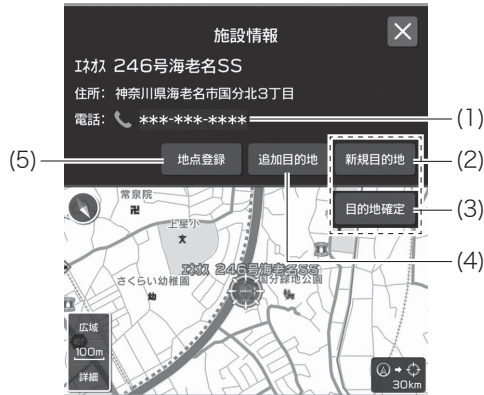 施設情報
ｴﾈｵｽ 246号海老名SS
住所: 神奈川県海老名市国分北3丁目
電話: ***-***-****
(1)
(5)
地点登録
追加目的地
新規目的地
(2)
目的地確定
(3)
(4)
常泉院
上星小
文
さくらい幼稚園
幼
ｴﾈｵｽ 246号海老名SS
国分緑地公園
広域
407
100m
詳細
30km